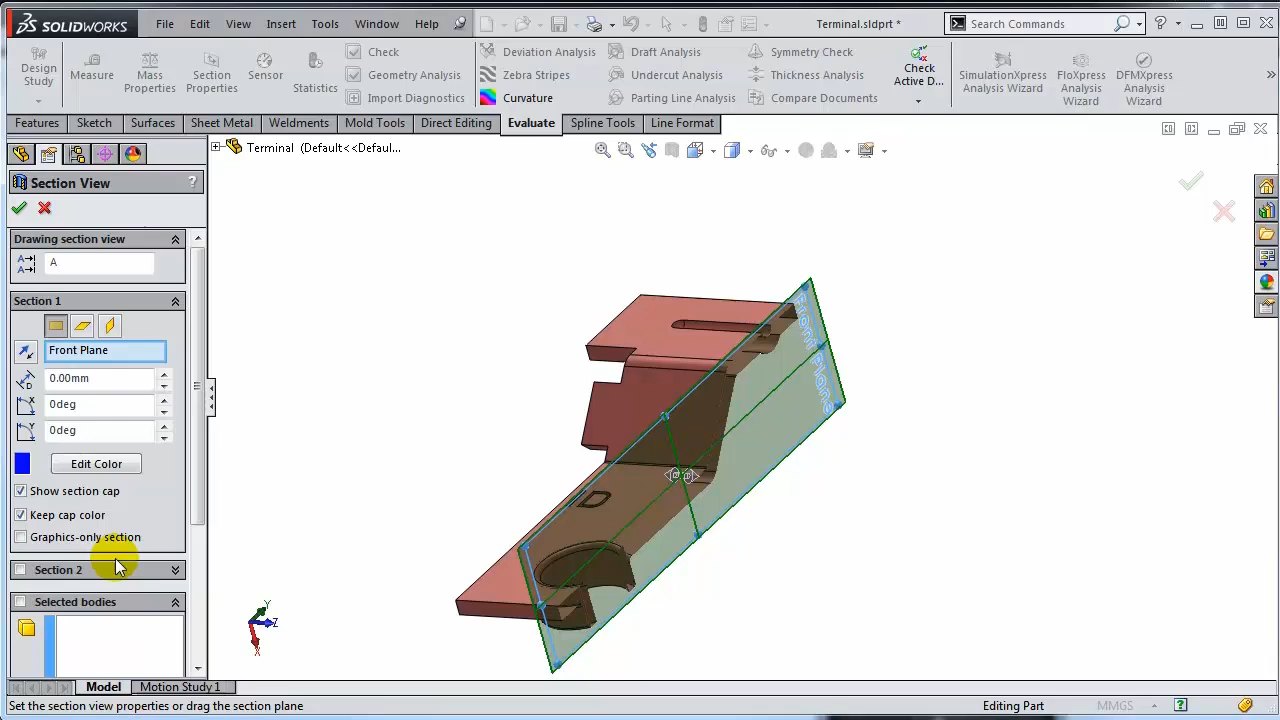 SOLIDWORKS
File Edit View Insert Tools Window Help
Terminal.sldprt *
Search Commands
Design Study
Measure
Mass Properties
Section Properties
Sensor
Statistics
Check
Geometry Analysis
Import Diagnostics
Deviation Analysis
Zebra Stripes
Curvature
Draft Analysis
Undercut Analysis
Parting Line Analysis
Symmetry Check
Thickness Analysis
Compare Documents
Check Active D...
SimulationXpress Analysis Wizard
FloXpress Analysis Wizard
DFMXpress Analysis Wizard
Features Sketch Surfaces Sheet Metal Weldments Mold Tools Direct Editing Evaluate Spline Tools Line Format
Terminal (Default<<Defaul...
Section View ?
Drawing section view
A
Section 1
Front Plane
0.00mm
0deg
0deg
Edit Color
Show section cap
Keep cap color
Graphics-only section
Section 2
Selected bodies
Front Plane
Y
Z
X
Model Motion Study 1
Set the section view properties or drag the section plane
Editing Part
MMGS